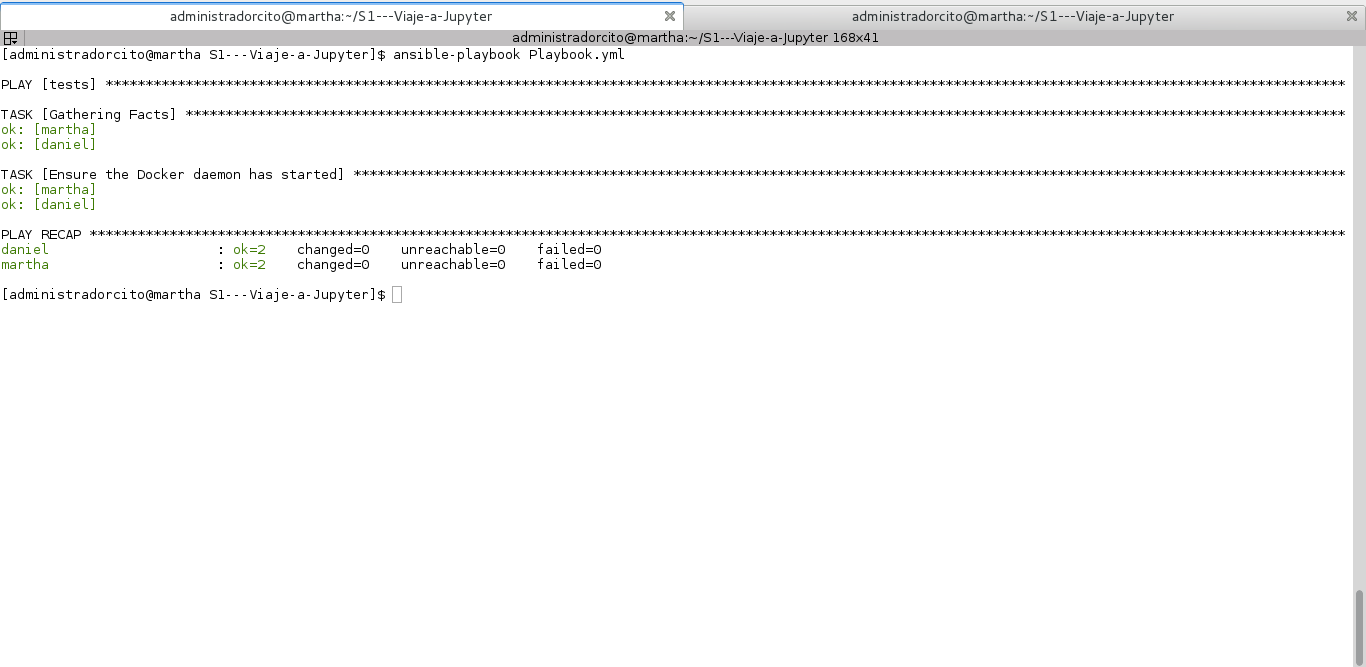 administradorcito@martha:~/S1---Viaje-a-Jupyter administradorcito@martha:~/S1---Viaje-a-Jupyter
administradorcito@martha:~/S1---Viaje-a-Jupyter 168x41
[administradorcito@martha S1---Viaje-a-Jupyter]$ ansible-playbook Playbook.yml
PLAY [tests] ***********************************************************************************************************************************************************
TASK [Gathering Facts] *************************************************************************************************************************************************
ok: [martha]
ok: [daniel]
TASK [Ensure the Docker daemon has started] ****************************************************************************************************************************
ok: [martha]
ok: [daniel]
PLAY RECAP *************************************************************************************************************************************************************
daniel                     : ok=2    changed=0    unreachable=0    failed=0
martha                     : ok=2    changed=0    unreachable=0    failed=0
[administradorcito@martha S1---Viaje-a-Jupyter]$